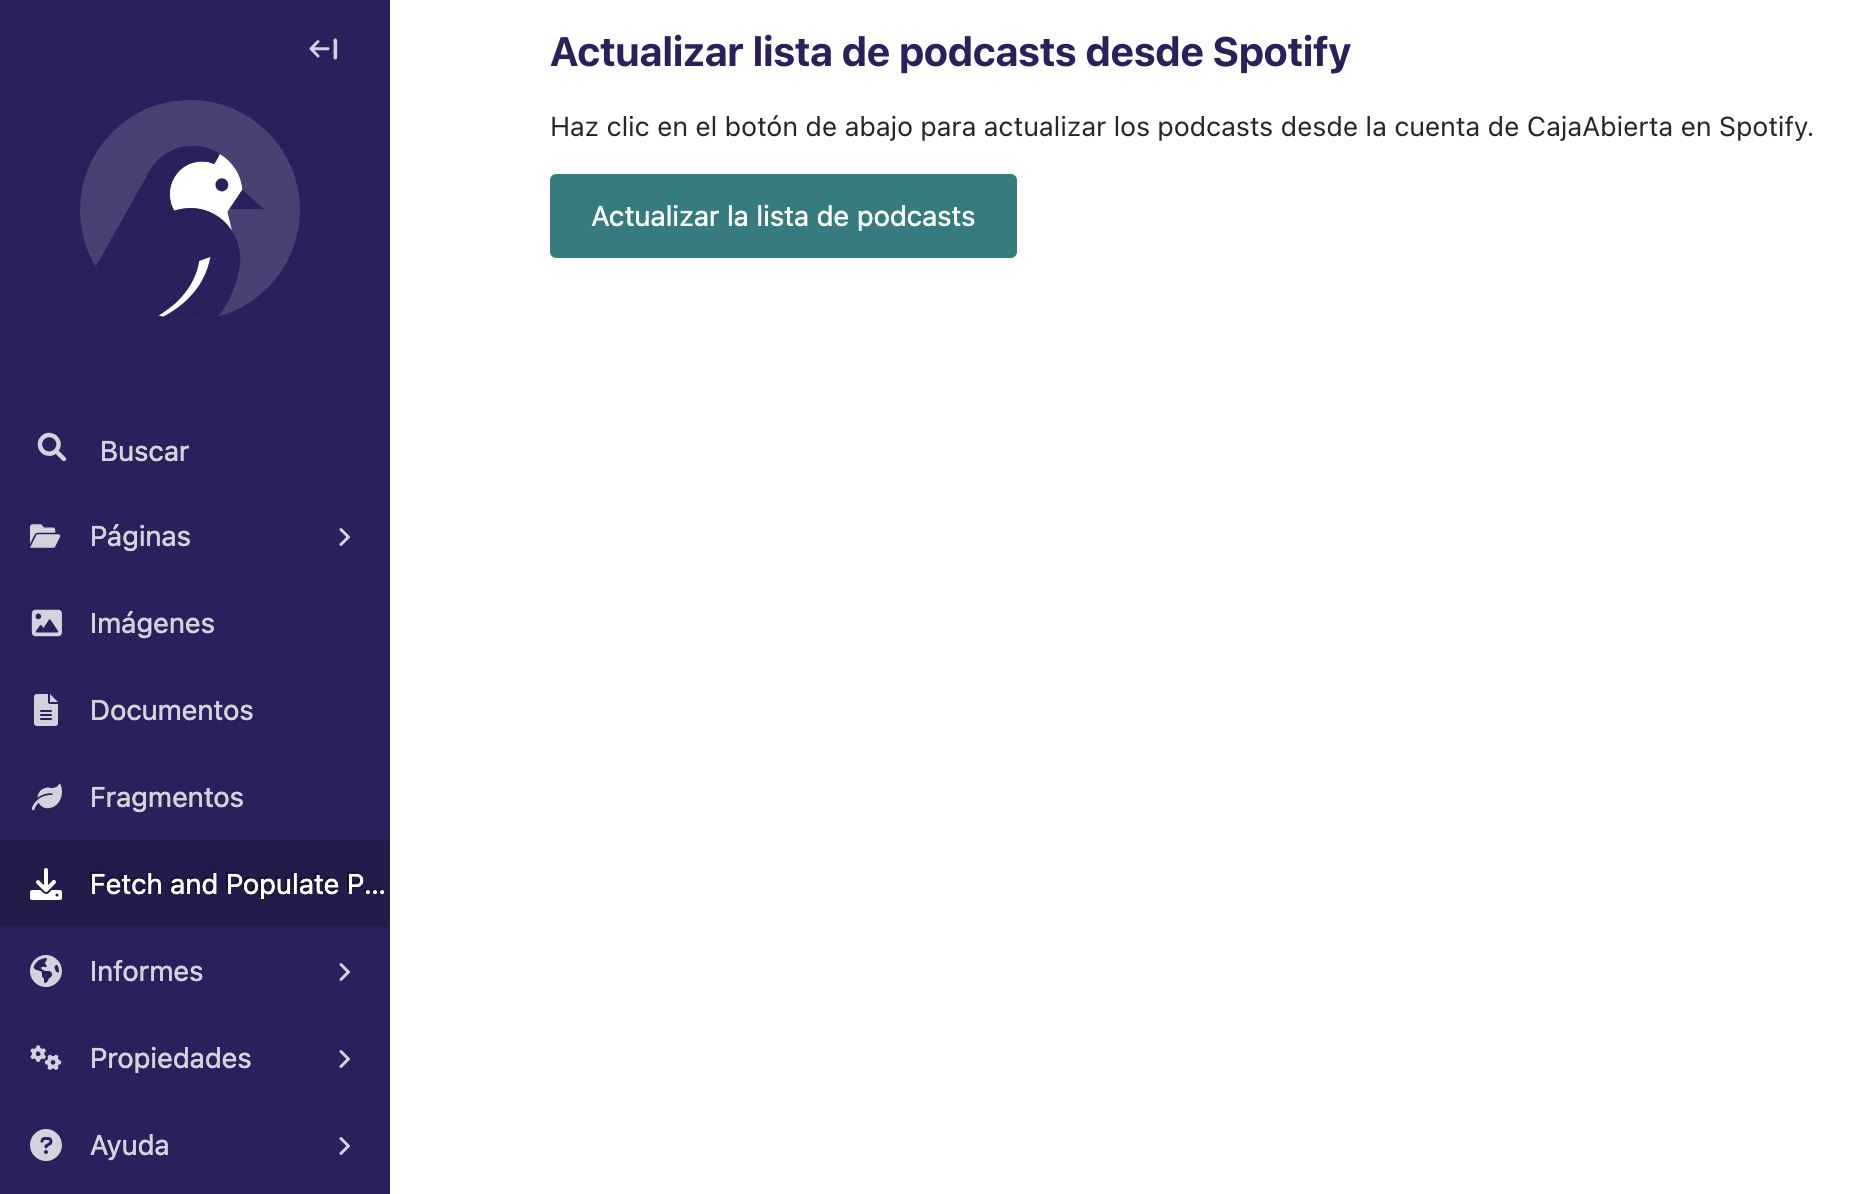 Actualizar lista de podcasts desde Spotify
Haz clic en el botón de abajo para actualizar los podcasts desde la cuenta de CajaAbierta en Spotify.
Actualizar la lista de podcasts
Buscar
Páginas
Imágenes
Documentos
Fragmentos
Fetch and Populate P...
Informes
Propiedades
Ayuda